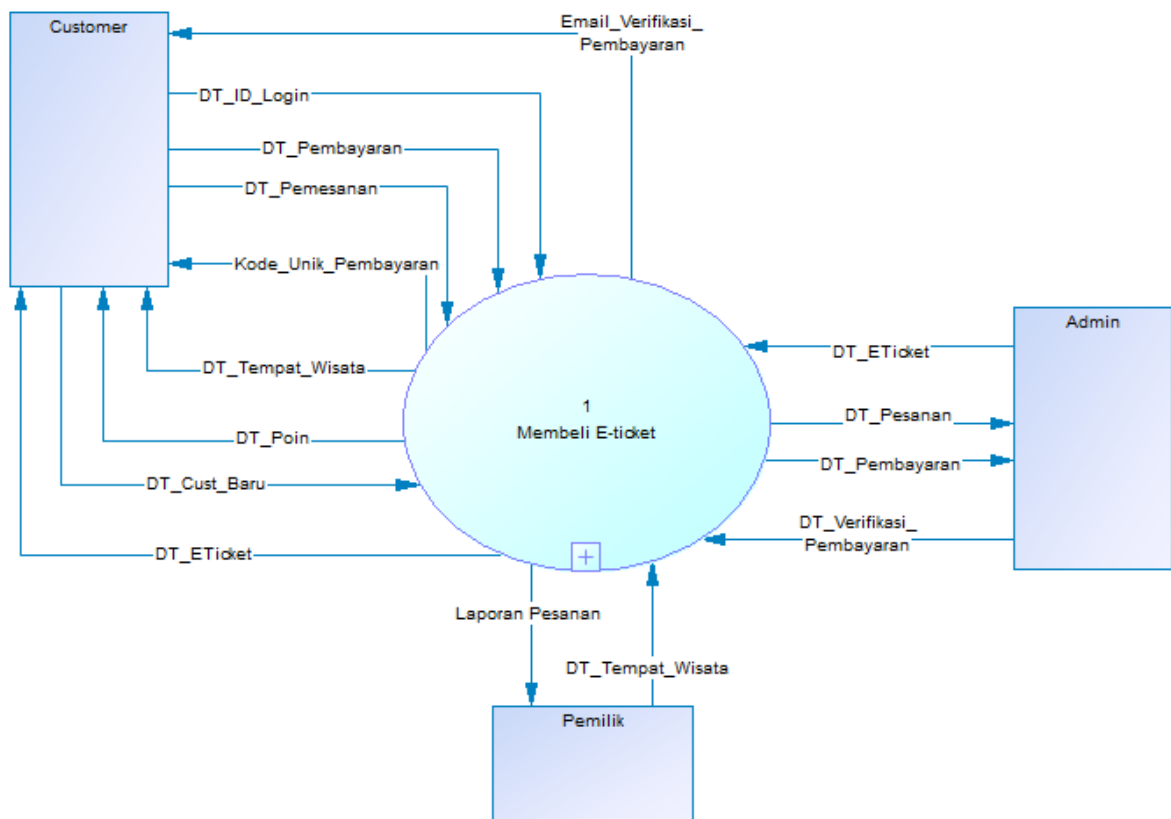 Customer
Email_Verifikasi_
Pembayaran
DT_ID_Login
DT_Pembayaran
DT_Pemesanan
Kode_Unik_Pembayaran
DT_Tempat_Wisata
DT_Poin
DT_Cust_Baru
DT_ETicket
1
Membeli E-ticket
Admin
DT_ETicket
DT_Pesanan
DT_Pembayaran
DT_Verifikasi_
Pembayaran
Laporan Pesanan
DT_Tempat_Wisata
Pemilik